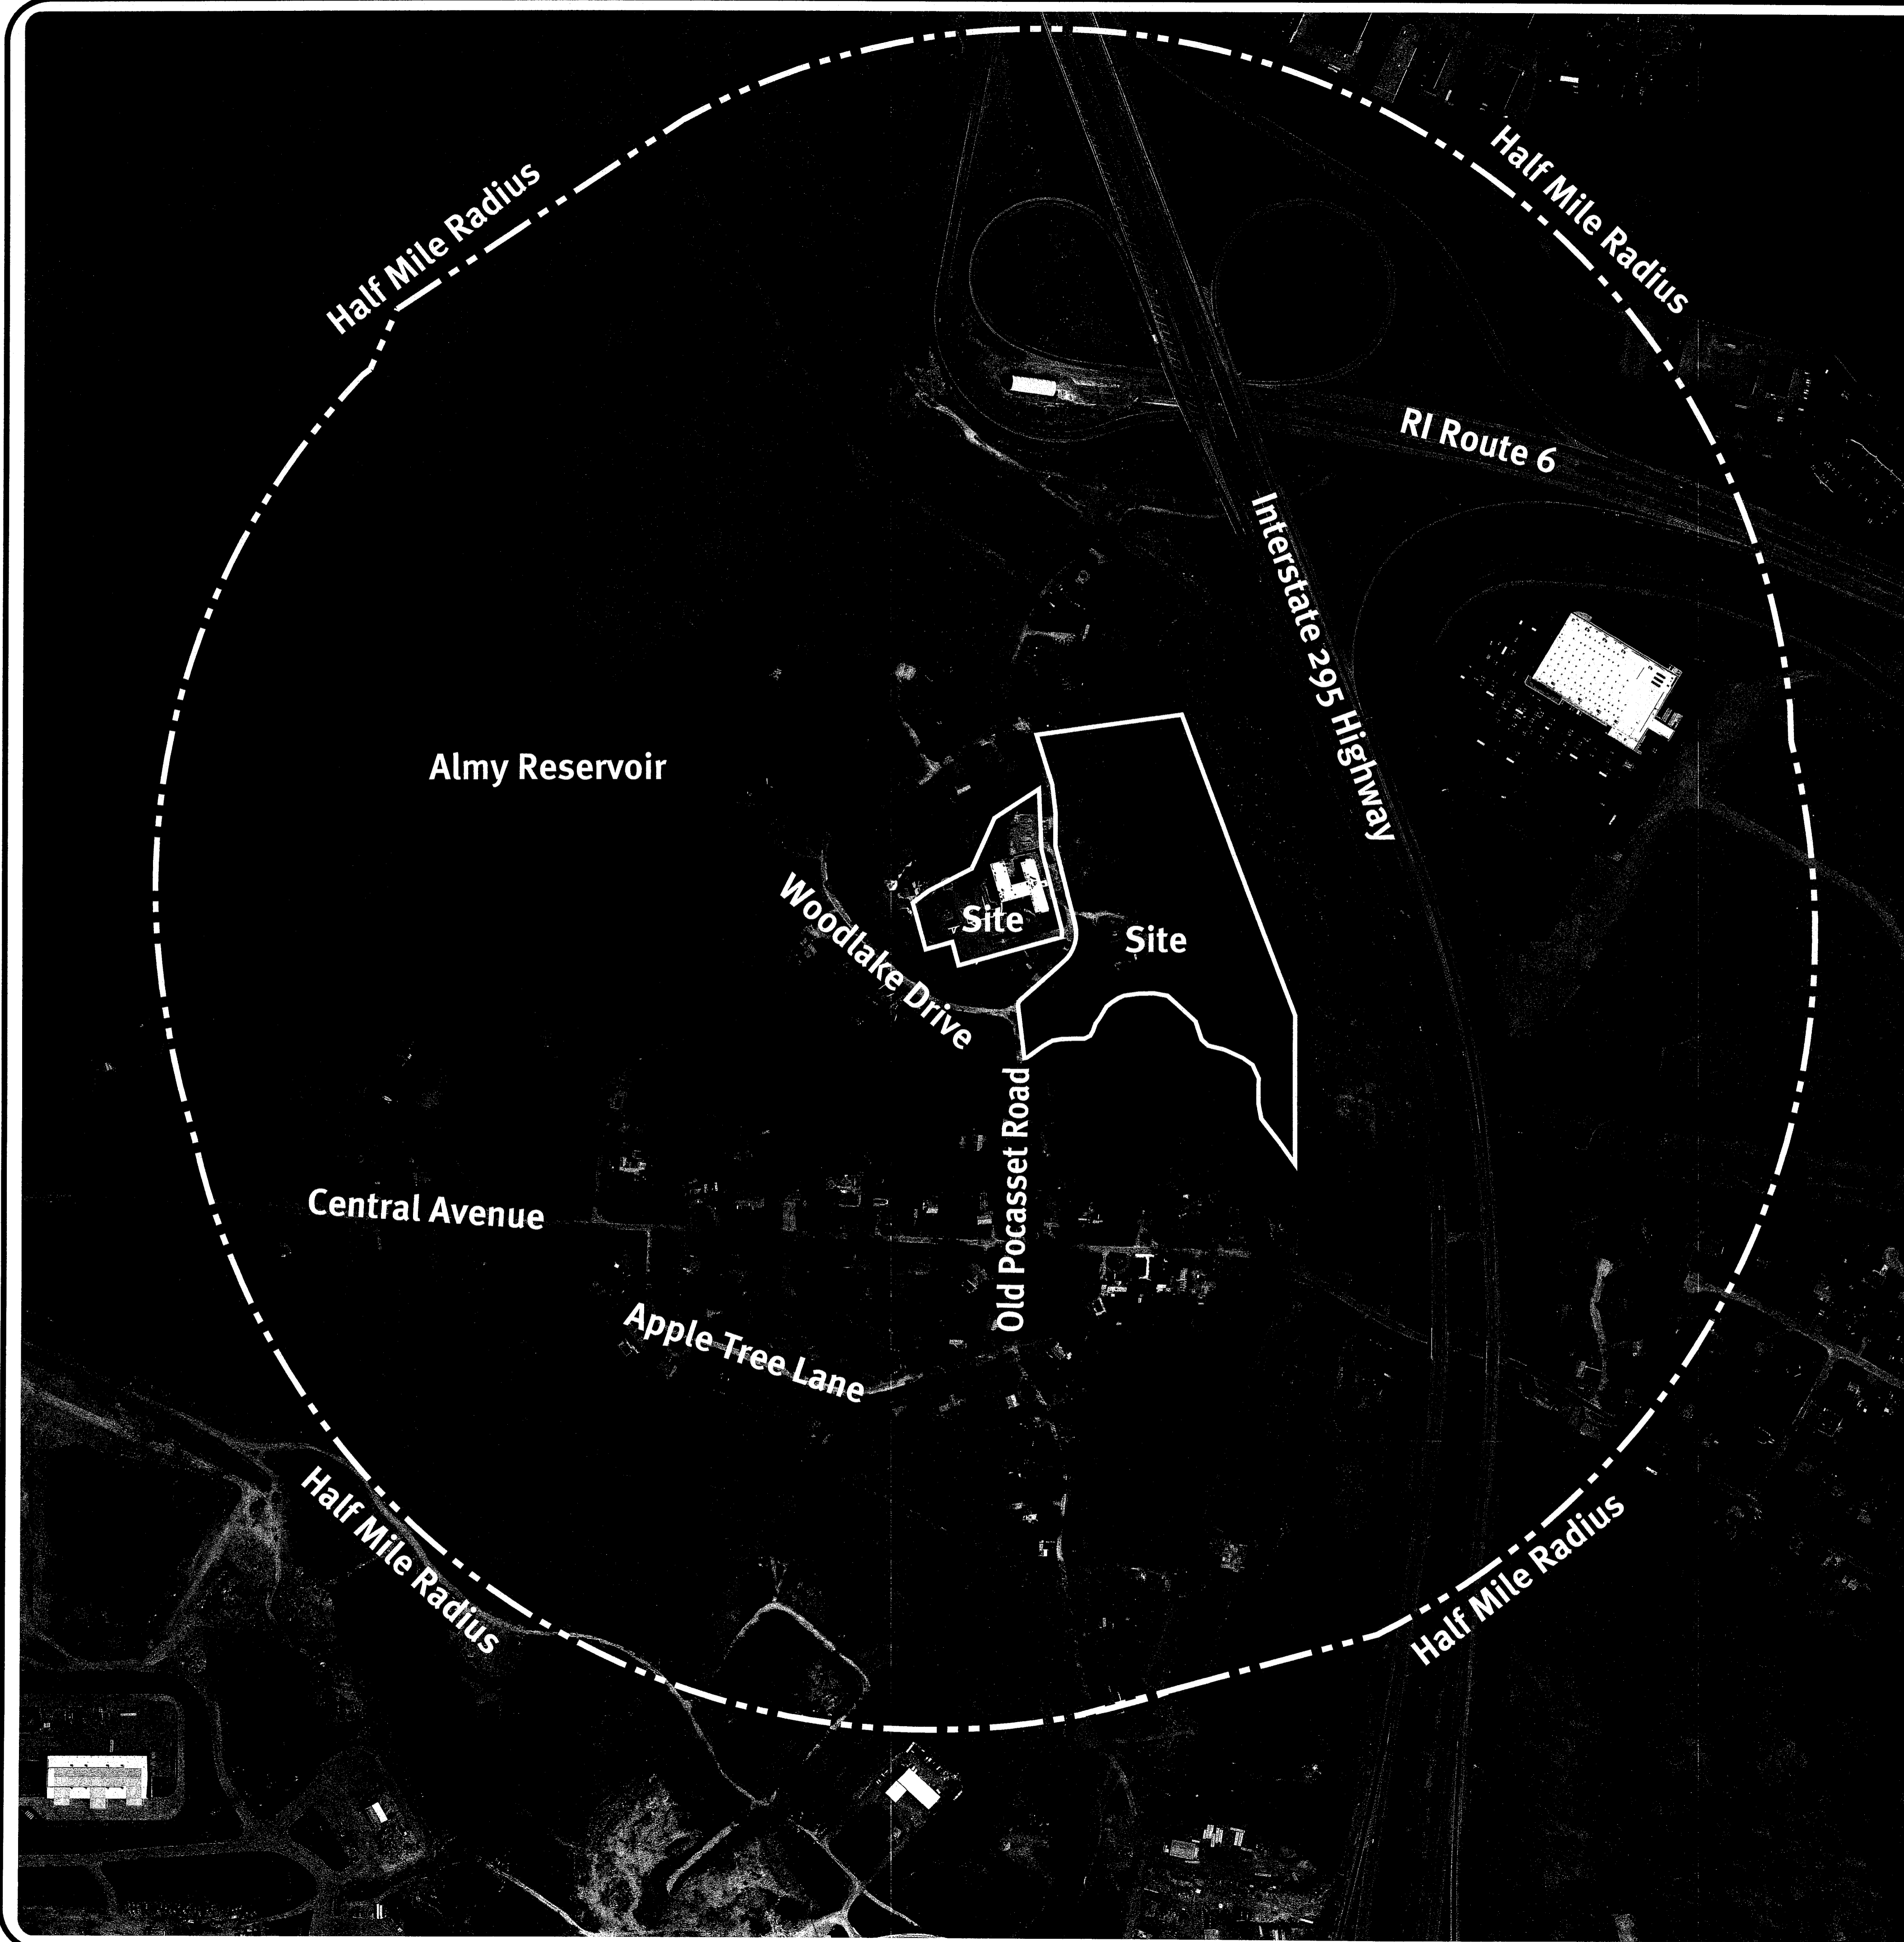 Half Mile Radius
Half Mile Radius
RI Route 6
Interstate 295 Highway
Almy Reservoir
Site
Site
Woodlake Drive
Old Pocasset Road
Central Avenue
Apple Tree Lane
Half Mile Radius
Half Mile Radius